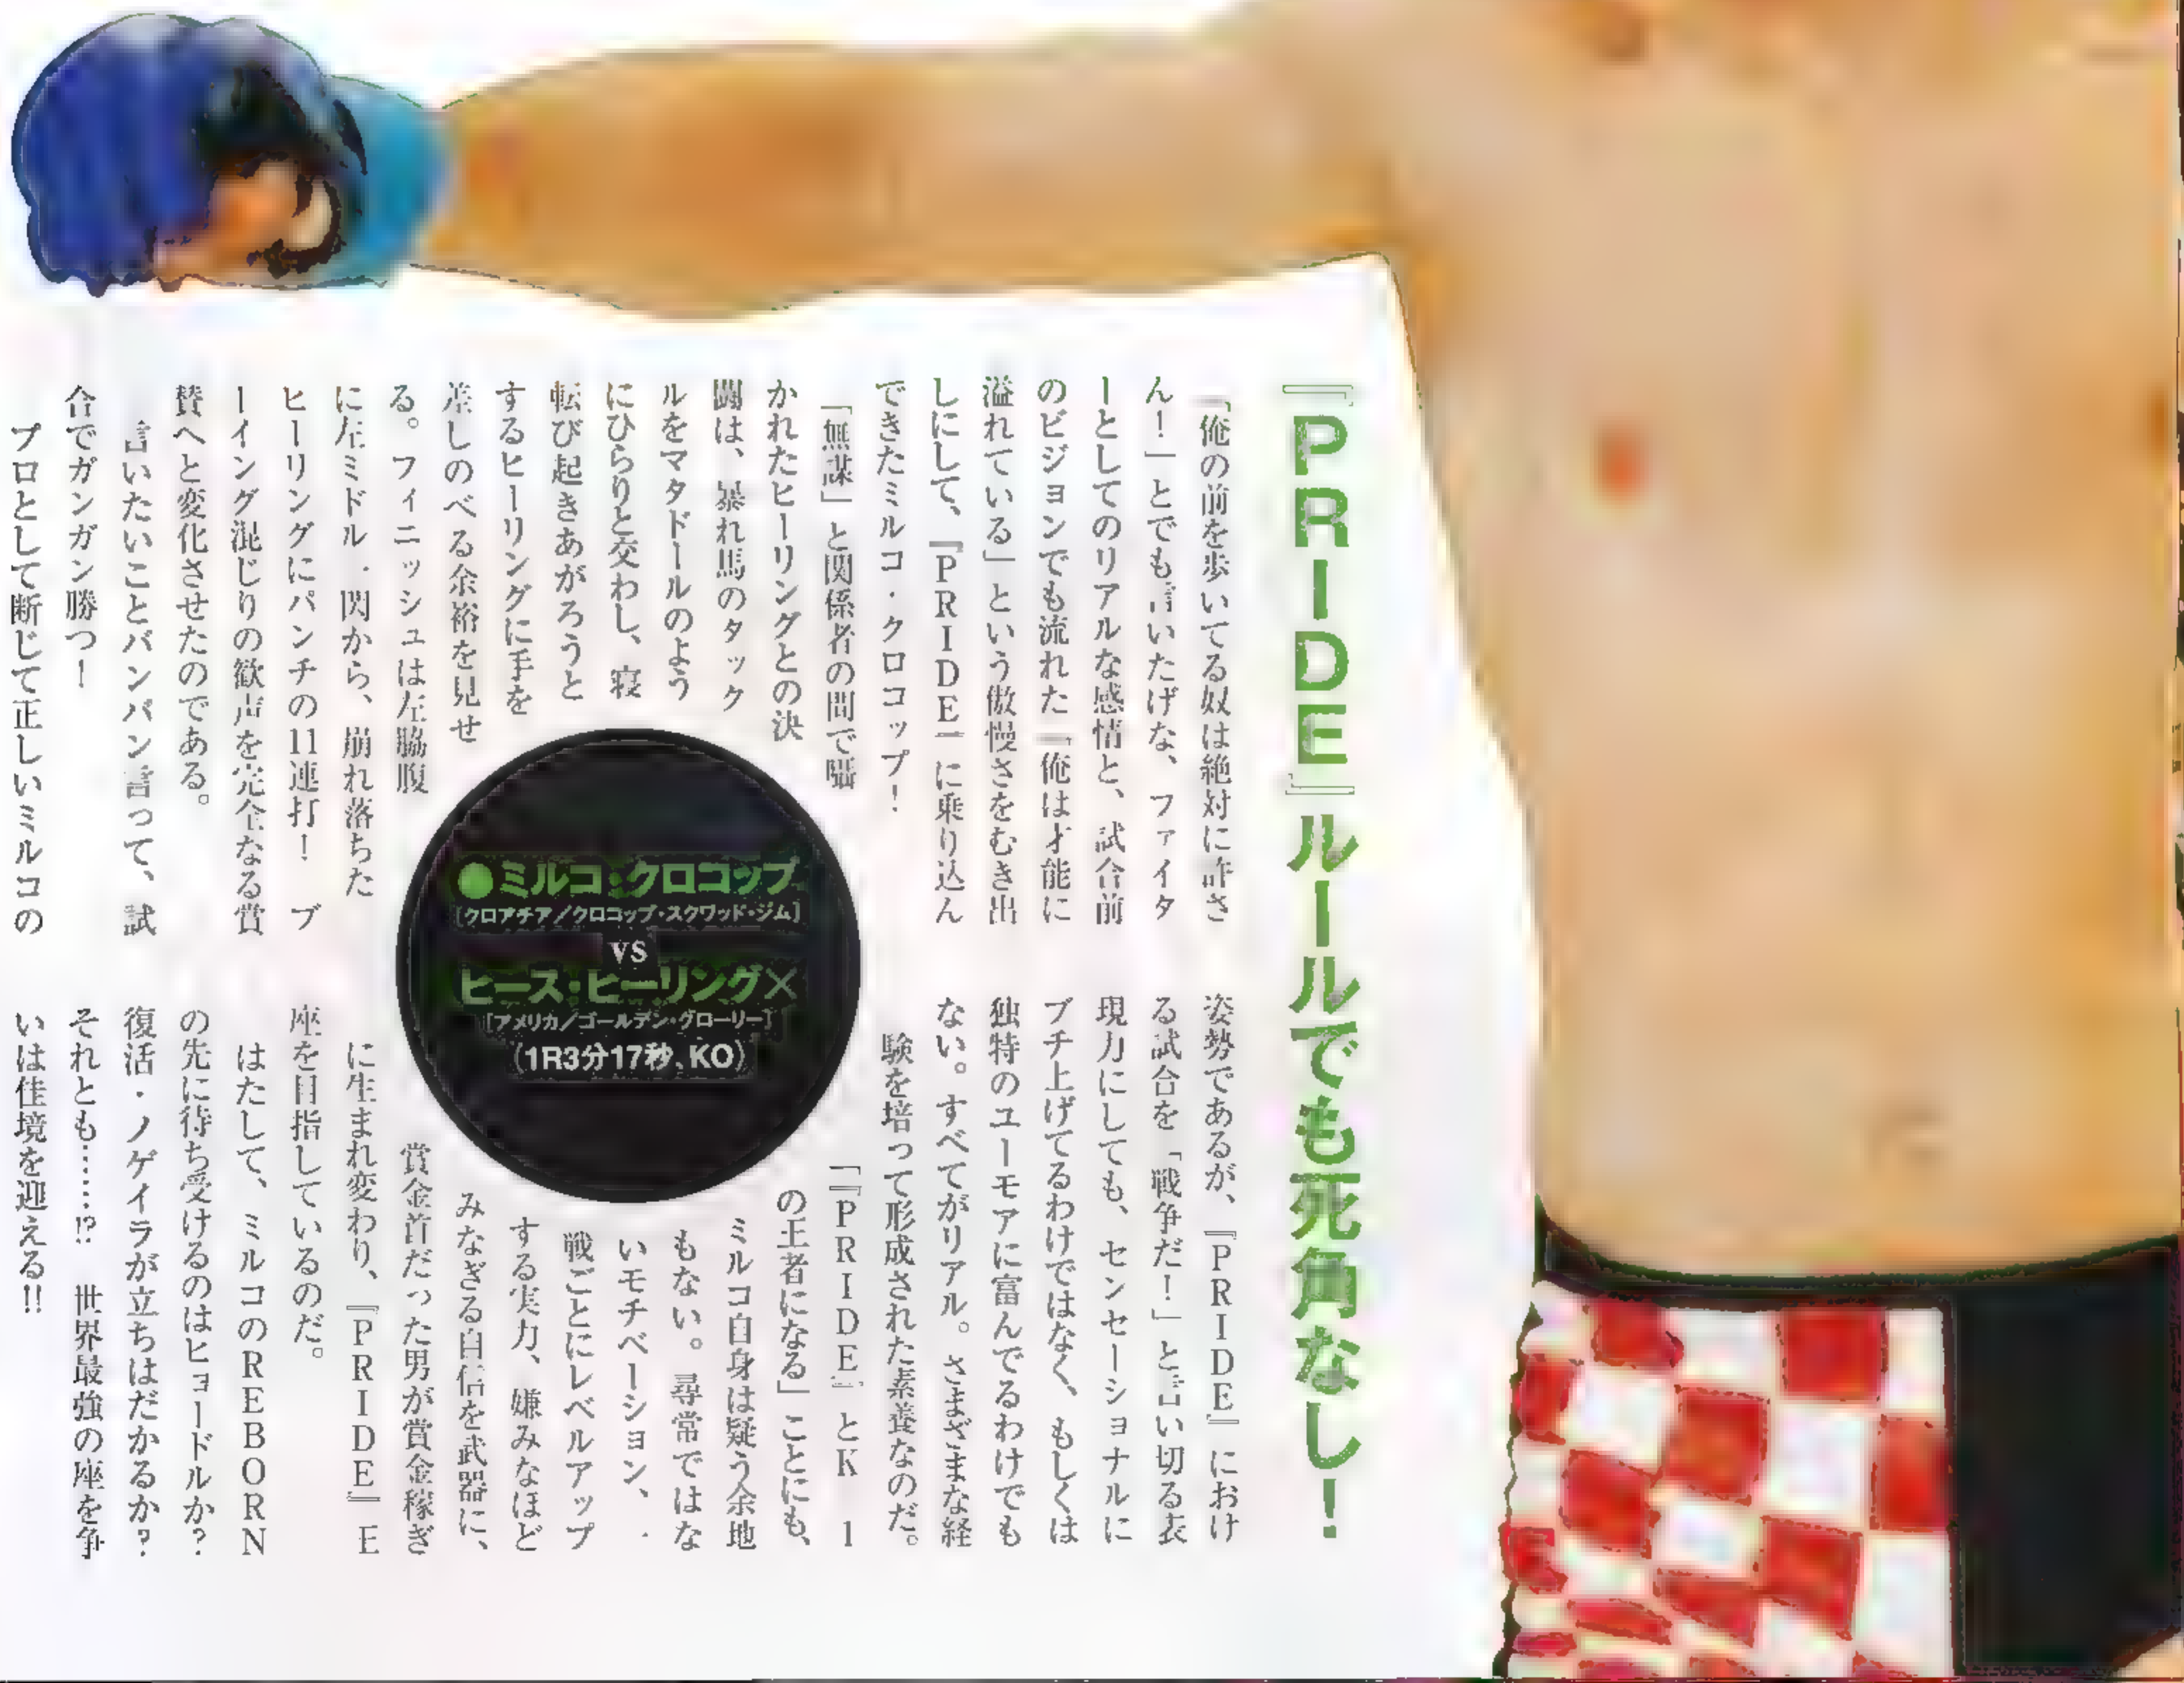 『PRIDE』ルールでも死角なし！
「俺の前を歩いてる奴は絶対に許さ
ん！」とでも言いたげな、ファイタ
ーとしてのリアルな感情と、試合前
のビジョンでも流れた「俺は才能に
溢れている」という傲慢さをむき出
しにして、『PRIDE』に乗り込ん
できたミルコ・クロコップ！
「無謀」と関係者の間で囁
かれたヒーリングとの決
闘は、暴れ馬のタック
ルをマタドールのよう
にひらりと交わし、寝
転び起きあがろうと
するヒーリングに手を
差しのべる余裕を見せ
る。フィニッシュは左脇腹
に左ミドル一閃から、崩れ落ちた
ヒーリングにパンチの11連打！　ブ
ーイング混じりの歓声を完全なる賞
賛へと変化させたのである。
言いたいことバンバン言って、試
合でガンガン勝つ！
プロとして断じて正しいミルコの
姿勢であるが、『PRIDE』におけ
る試合を「戦争だ！」と言い切る表
現力にしても、センセーショナルに
ブチ上げてるわけではなく、もしくは
独特のユーモアに富んでるわけでも
ない。すべてがリアル。さまざまな経
験を培って形成された素養なのだ。
「『PRIDE』とK 1
の王者になる」ことにも、
ミルコ自身は疑う余地
もない。尋常ではな
いモチベーション、
戦ごとにレベルアップ
する実力、嫌みなほど
みなぎる自信を武器に、
賞金首だった男が賞金稼ぎ
に生まれ変わり、『PRIDE』王
座を目指しているのだ。
はたして、ミルコのREBORN
の先に待ち受けるのはヒョードルか？
復活・ノゲイラが立ちはだかるか？
それとも……!?　世界最強の座を争
いは佳境を迎える!!
●ミルコ・クロコップ
［クロアチア／クロコップ・スクワッド・ジム］
VS
ヒース・ヒーリング×
［アメリカ／ゴールデン・グローリー］
（1R3分17秒、KO）